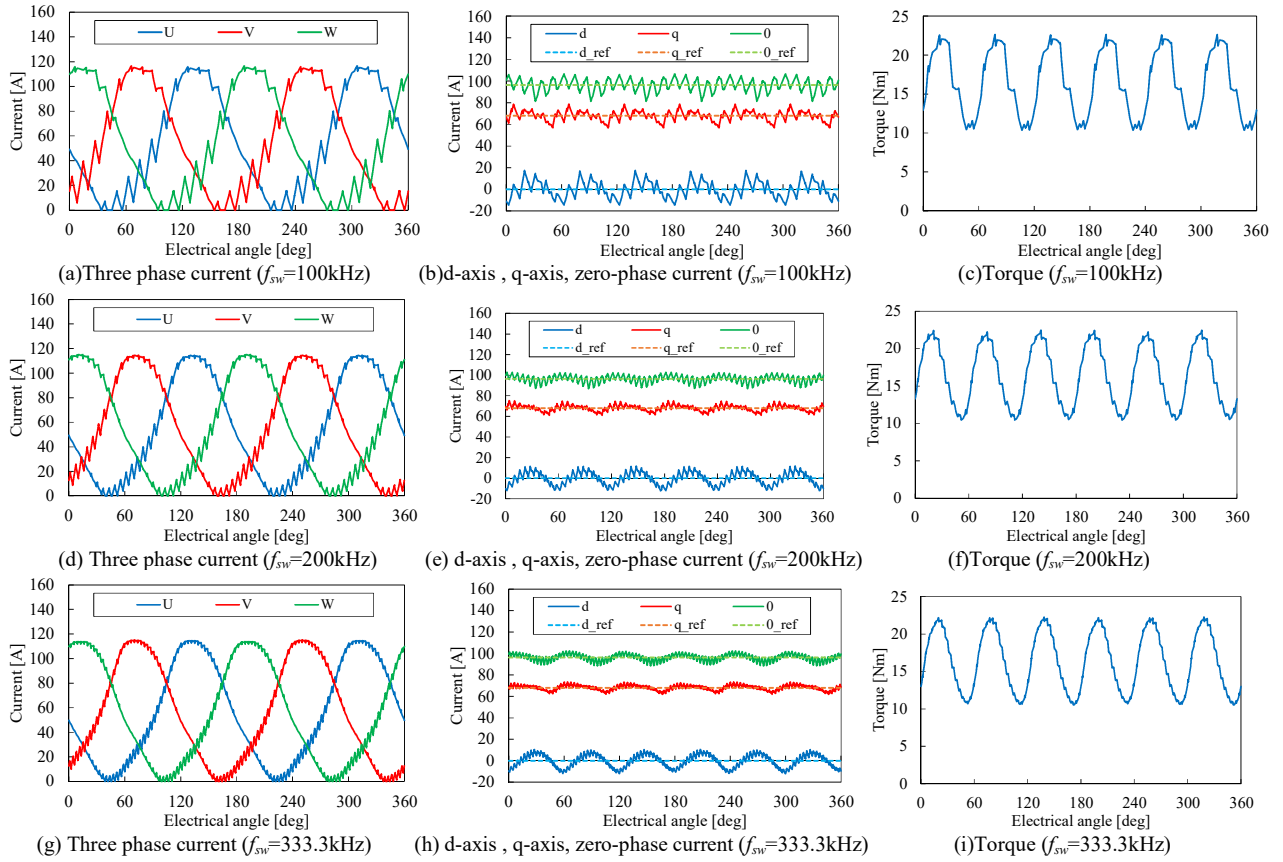 160
140
120
100
80
60
40
20
0
Current [A]
U V W
0 60 120 180 240 300 360
Electrical angle [deg]
(a)Three phase current (fsw=100kHz)
160
140
120
100
80
60
40
20
0
-20
Current [A]
d q 0
d_ref q_ref 0_ref
0 60 120 180 240 300 360
Electrical angle [deg]
(b)d-axis , q-axis, zero-phase current (fsw=100kHz)
25
20
15
10
5
0
Torque [Nm]
0 60 120 180 240 300 360
Electrical angle [deg]
(c)Torque (fsw=100kHz)
160
140
120
100
80
60
40
20
0
Current [A]
U V W
0 60 120 180 240 300 360
Electrical angle [deg]
(d) Three phase current (fsw=200kHz)
160
140
120
100
80
60
40
20
0
-20
Current [A]
d q 0
d_ref q_ref 0_ref
0 60 120 180 240 300 360
Electrical angle [deg]
(e) d-axis , q-axis, zero-phase current (fsw=200kHz)
25
20
15
10
5
0
Torque [Nm]
0 60 120 180 240 300 360
Electrical angle [deg]
(f)Torque (fsw=200kHz)
160
140
120
100
80
60
40
20
0
Current [A]
U V W
0 60 120 180 240 300 360
Electrical angle [deg]
(g) Three phase current (fsw=333.3kHz)
160
140
120
100
80
60
40
20
0
-20
Current [A]
d q 0
d_ref q_ref 0_ref
0 60 120 180 240 300 360
Electrical angle [deg]
(h) d-axis , q-axis, zero-phase current (fsw=333.3kHz)
25
20
15
10
5
0
Torque [Nm]
0 60 120 180 240 300 360
Electrical angle [deg]
(i)Torque (fsw=333.3kHz)